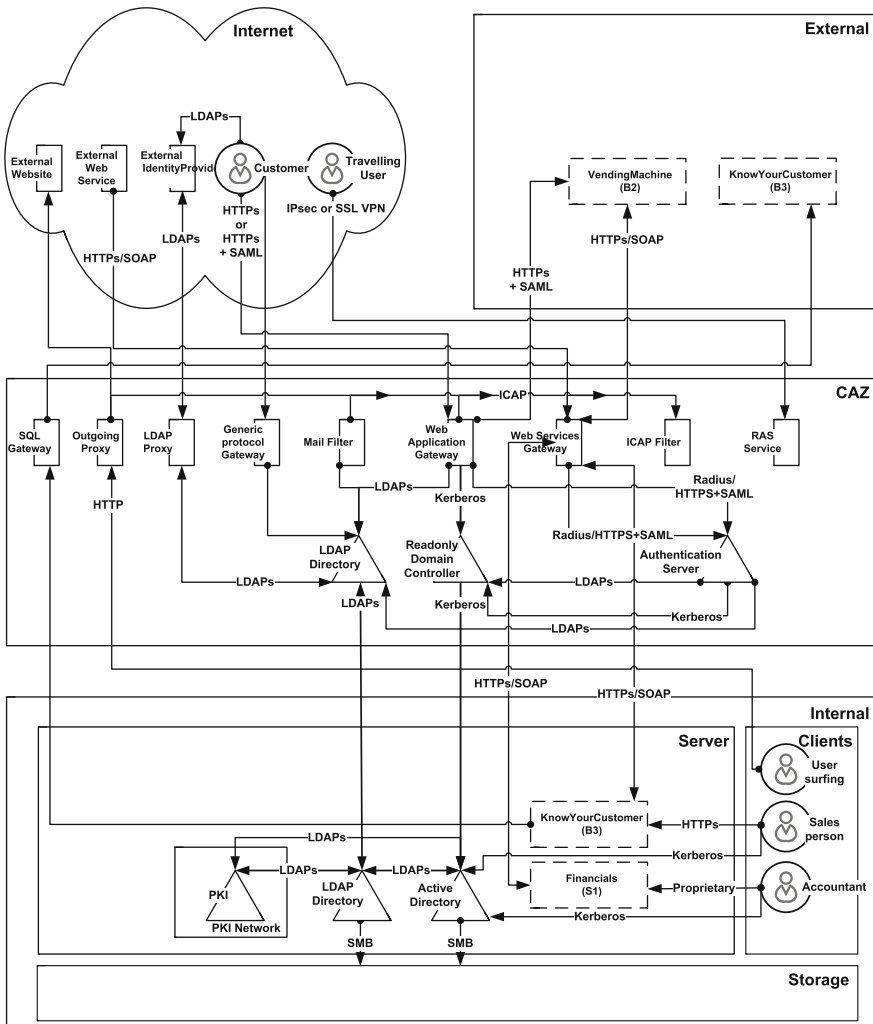 Internet
External
LDAPs
External
Website
External
Web
Service
External
IdentityProvid
Customer
Travelling
User
VendingMachine
(B2)
KnowYourCustomer
(B3)
HTTPs
or
HTTPs
+ SAML
IPsec or SSL VPN
LDAPs
HTTPs/SOAP
HTTPs/SOAP
HTTPs
+ SAML
CAZ
ICAP
SQL
Gateway
Outgoing
Proxy
LDAP
Proxy
Generic
protocol
Gateway
Mail Filter
Web
Application
Gateway
Web Services
Gateway
ICAP Filter
RAS
Service
LDAPs
Kerberos
Radius/
HTTPS+SAML
HTTP
Radius/HTTPS+SAML
LDAP
Directory
Readonly
Domain
Controller
Authentication
Server
LDAPs
LDAPs
LDAPs
Kerberos
Kerberos
LDAPs
HTTPs/SOAP
HTTPs/SOAP
Internal
Server
Clients
User
surfing
KnowYourCustomer
(B3)
HTTPs
Sales
person
LDAPs
Kerberos
LDAPs
LDAPs
Financials
(S1)
Proprietary
Accountant
PKI
LDAP
Directory
Active
Directory
Kerberos
PKI Network
SMB
SMB
Storage